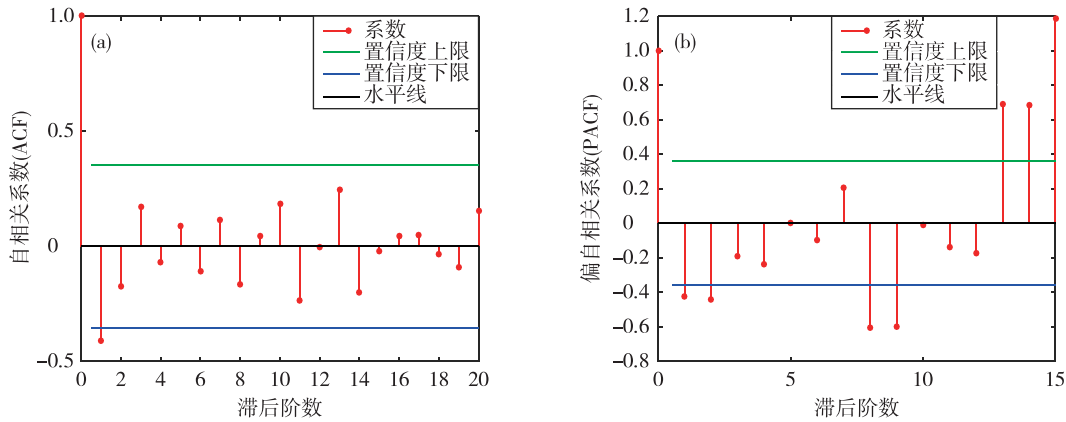 (a)
系数
置信度上限
置信度下限
水平线
自相关系数(ACF)
1.0
0.5
0
−0.5
0 2 4 6 8 10 12 14 16 18 20
滞后阶数
(b)
系数
置信度上限
置信度下限
水平线
偏自相关系数(PACF)
1.2
1.0
0.8
0.6
0.4
0.2
0
−0.2
−0.4
−0.6
−0.8
0 5 10 15
滞后阶数